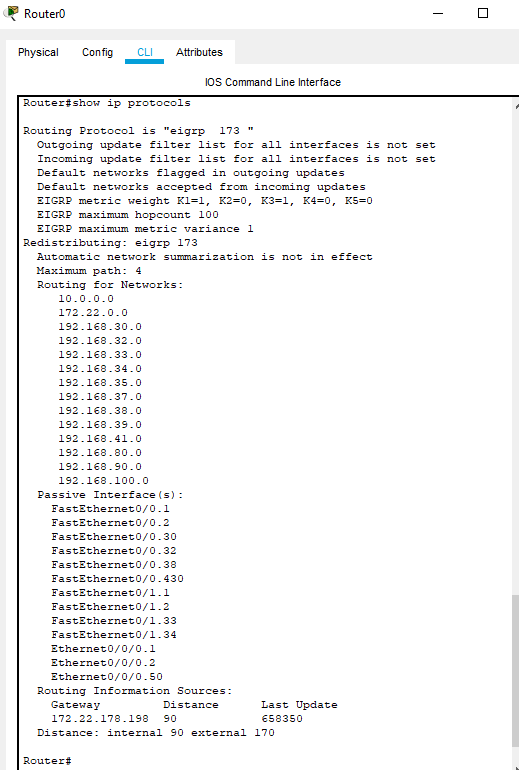 Router0
Physical Config CLI Attributes
IOS Command Line Interface
Router#show ip protocols
Routing Protocol is "eigrp  173 "
  Outgoing update filter list for all interfaces is not set
  Incoming update filter list for all interfaces is not set
  Default networks flagged in outgoing updates
  Default networks accepted from incoming updates
  EIGRP metric weight K1=1, K2=0, K3=1, K4=0, K5=0
  EIGRP maximum hopcount 100
  EIGRP maximum metric variance 1
Redistributing: eigrp 173
  Automatic network summarization is not in effect
  Maximum path: 4
  Routing for Networks:
     10.0.0.0
     172.22.0.0
     192.168.30.0
     192.168.32.0
     192.168.33.0
     192.168.34.0
     192.168.35.0
     192.168.37.0
     192.168.38.0
     192.168.39.0
     192.168.41.0
     192.168.80.0
     192.168.90.0
     192.168.100.0
  Passive Interface(s):
    FastEthernet0/0.1
    FastEthernet0/0.2
    FastEthernet0/0.30
    FastEthernet0/0.32
    FastEthernet0/0.38
    FastEthernet0/0.430
    FastEthernet0/1.1
    FastEthernet0/1.2
    FastEthernet0/1.33
    FastEthernet0/1.34
    Ethernet0/0/0.1
    Ethernet0/0/0.2
    Ethernet0/0/0.50
  Routing Information Sources:
    Gateway         Distance      Last Update
    172.22.178.198  90            658350
  Distance: internal 90 external 170
Router#